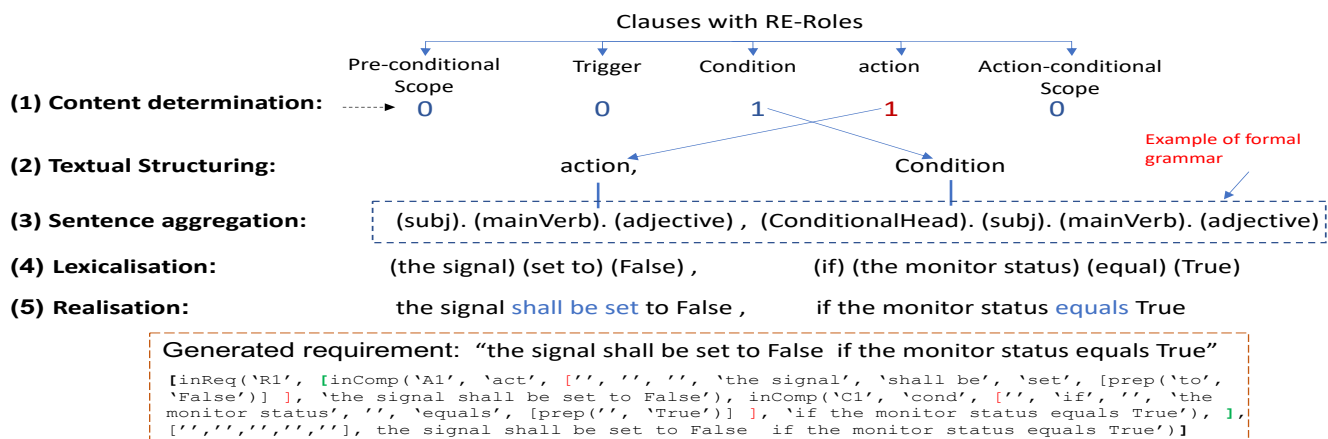 Clauses with RE-Roles
Pre-conditional Scope Trigger Condition action Action-conditional Scope
(1) Content determination: 0 0 1 1 0
Example of formal grammar
(2) Textual Structuring: action, Condition
(3) Sentence aggregation: (subj). (mainVerb). (adjective) , (ConditionalHead). (subj). (mainVerb). (adjective)
(4) Lexicalisation: (the signal) (set to) (False) , (if) (the monitor status) (equal) (True)
(5) Realisation: the signal shall be set to False , if the monitor status equals True
Generated requirement: “the signal shall be set to False if the monitor status equals True”
[inReq(‘R1’, [inComp(‘A1’, ‘act’, [‘’, ‘’, ‘’, ‘the signal’, ‘shall be’, ‘set’, [prep(‘to’,
‘False’)] ], ‘the signal shall be set to False’), inComp(‘C1’, ‘cond’, [‘’, ‘if’, ‘’, ‘the
monitor status’, ‘’, ‘equals’, [prep(‘’, ‘True’)] ], ‘if the monitor status equals True’), ],
[‘’,‘’,‘’,‘’,‘’], the signal shall be set to False if the monitor status equals True’)]